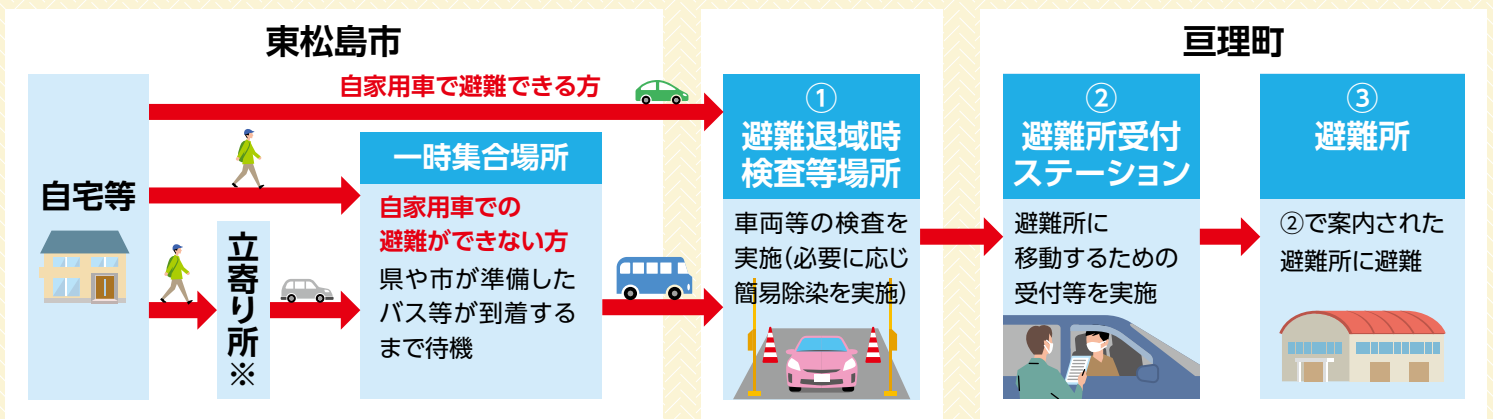 東松島市
自宅等
自家用車で避難できる方
立寄り所※
一時集合場所
自家用車での
避難ができない方
県や市が準備した
バス等が到着する
まで待機
①
避難退域時
検査等場所
車両等の検査を
実施(必要に応じ
簡易除染を実施)
亘理町
②
避難所受付
ステーション
避難所に
移動するための
受付等を実施
③
避難所
②で案内された
避難所に避難